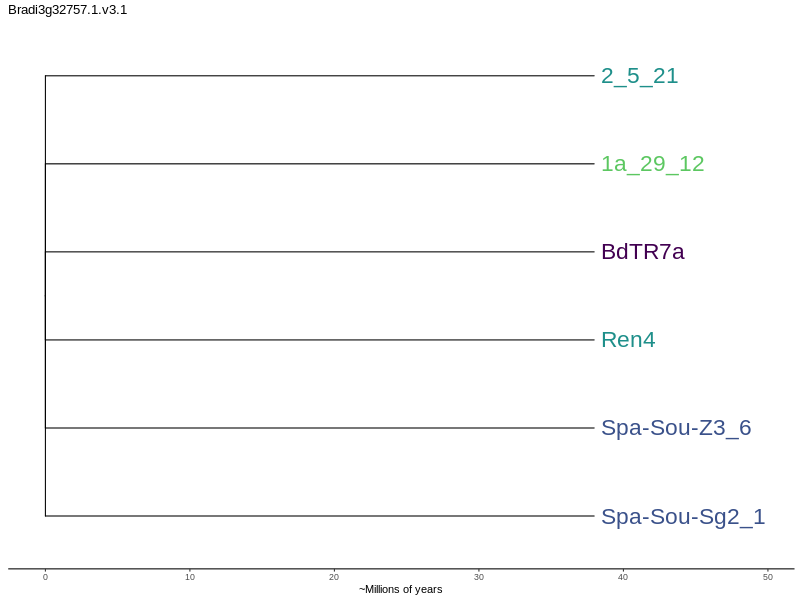 Bradi3g32757.1.v3.1
2_5_21
1a_29_12
BdTR7a
Ren4
Spa-Sou-Z3_6
Spa-Sou-Sg2_1
0 10 20 30 40 50
~Millions of years